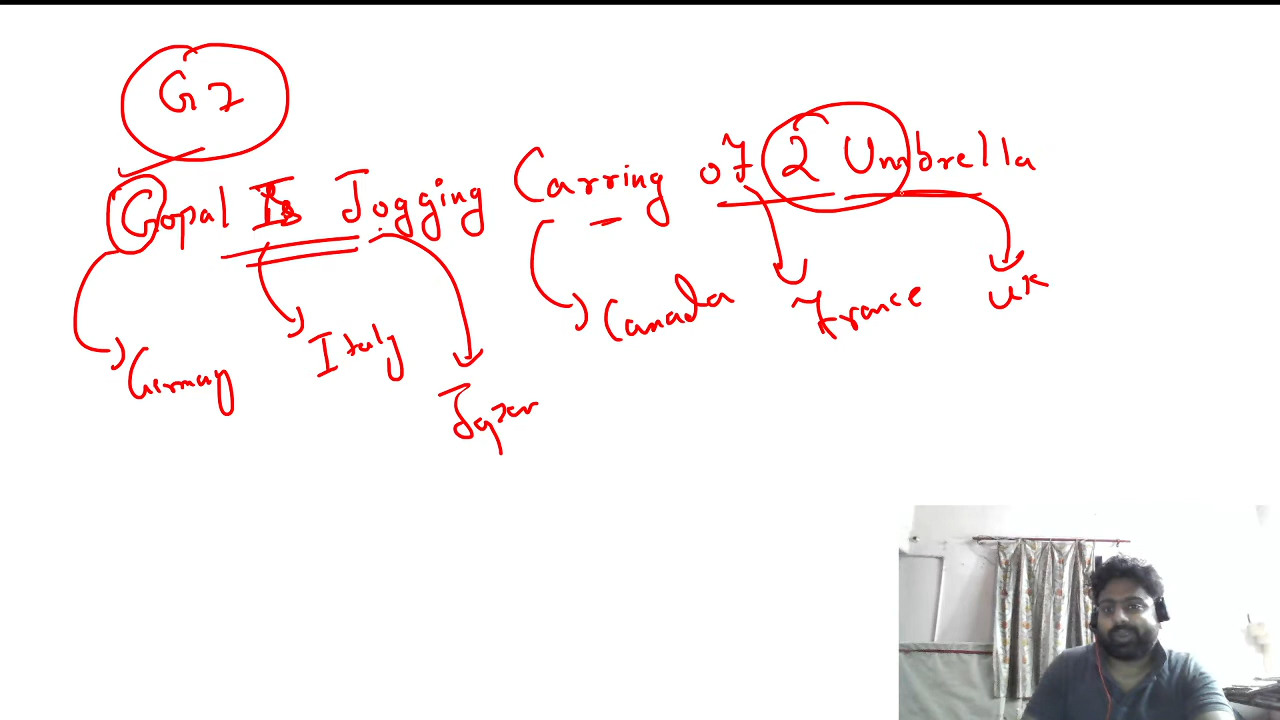 G7
Gopal Is Jogging Carring of 2 Umbrella
Canada France UK
Germany Italy
Japan